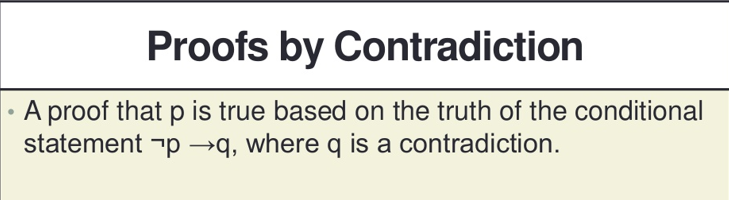 Proofs by Contradiction
• A proof that p is true based on the truth of the conditional
statement ¬p →q, where q is a contradiction.